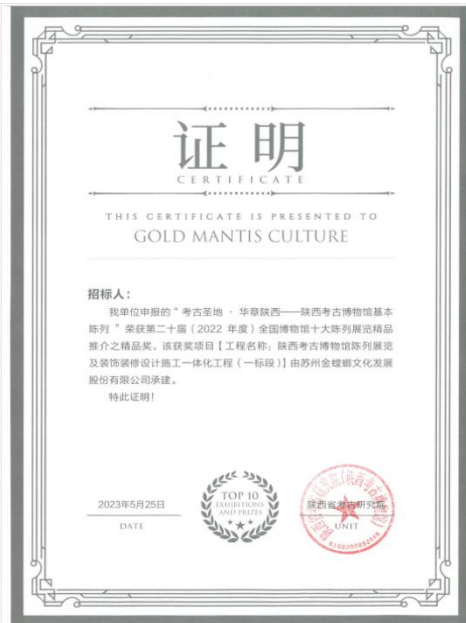 证明
CERTIFICATE
THIS CERTIFICATE IS PRESENTED TO
GOLD MANTIS CULTURE
招标人：
我单位申报的“考古圣地 · 华章陕西——陕西考古博物馆基本
陈列 ”荣获第二十届（2022 年度）全国博物馆十大陈列展览精品
推介之精品奖。该获奖项目【工程名称：陕西考古博物馆陈列展览
及装饰装修设计施工一体化工程（一标段）】由苏州金螳螂文化发展
股份有限公司承建。
特此证明！
2023年5月25日
DATE
TOP 10
EXHIBITIONS
AND PRIZES
陕西省考古研究院
UNIT